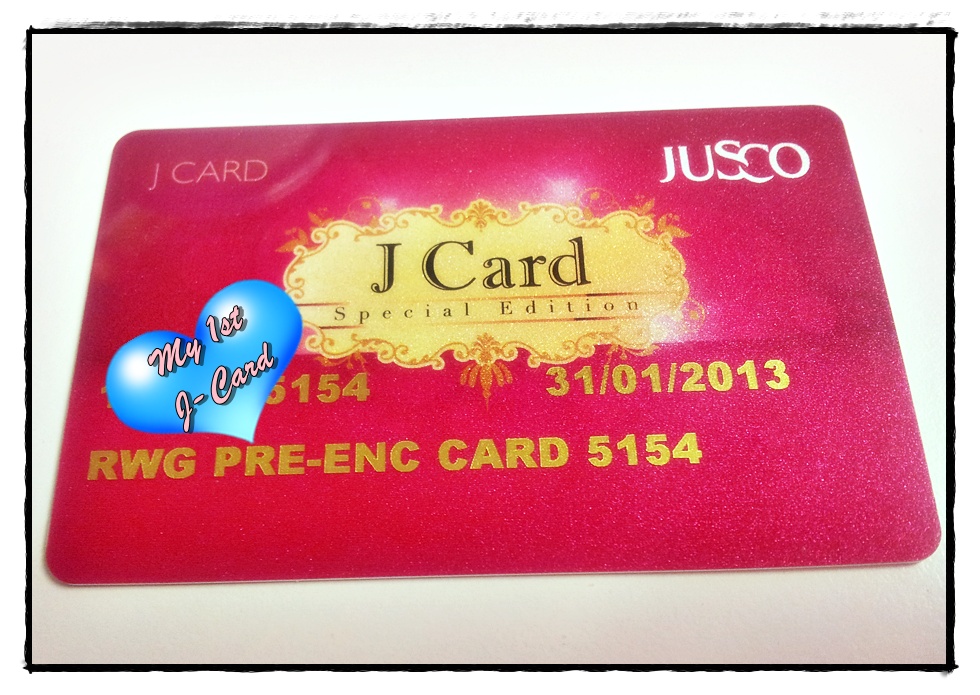 J CARD
JUSCO
J Card
Special Edition
My 1st
J-Card
5154
31/01/2013
RWG PRE-ENC CARD 5154